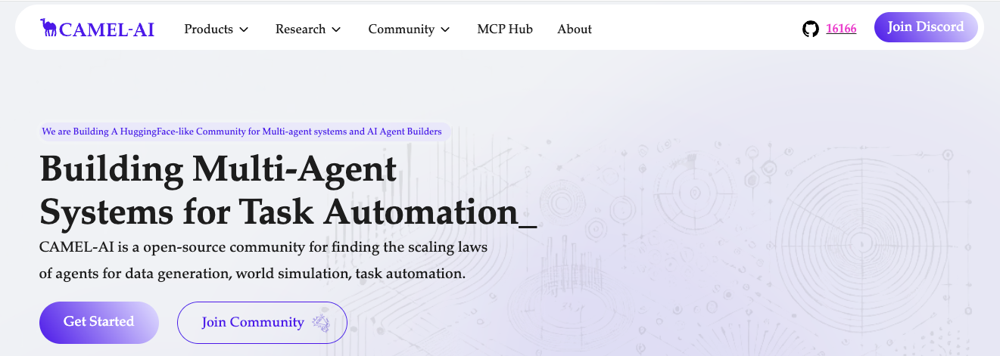 CAMEL-AI
Products
Research
Community
MCP Hub
About
16166
Join Discord
We are Building A HuggingFace-like Community for Multi-agent systems and AI Agent Builders
Building Multi-Agent
Systems for Task Automation_
CAMEL-AI is a open-source community for finding the scaling laws
of agents for data generation, world simulation, task automation.
Get Started
Join Community